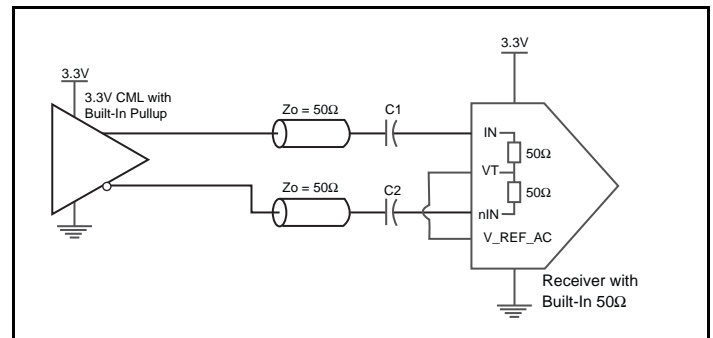 3.3V
3.3V
3.3V CML with
Built-In Pullup
Zo = 50Ω
C1
IN
50Ω
VT
Zo = 50Ω
C2
50Ω
nIN
V_REF_AC
Receiver with
Built-In 50Ω